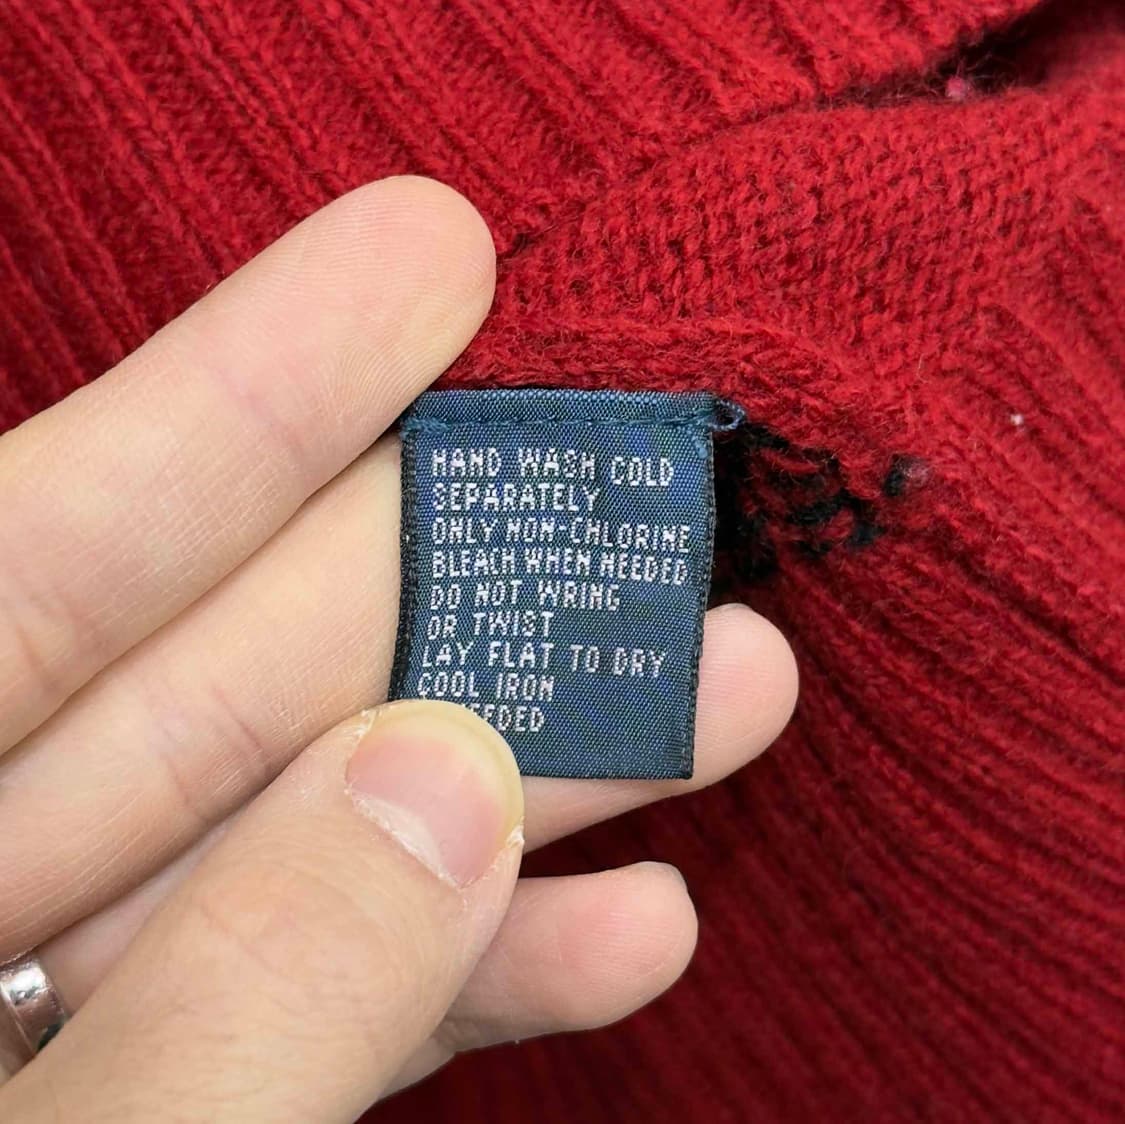 HAND WASH COLD
SEPARATELY
ONLY NON-CHLORINE
BLEACH WHEN NEEDED
DO NOT WRING
OR TWIST
LAY FLAT TO DRY
COOL IRON